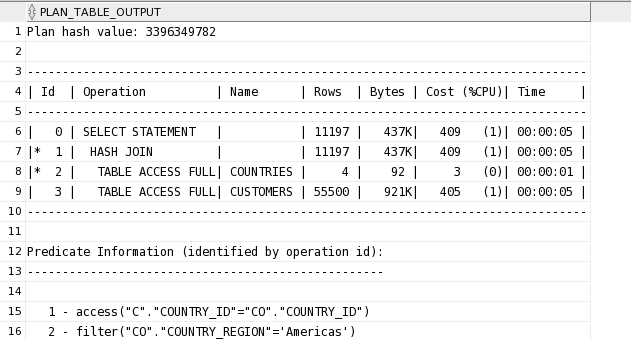 PLAN_TABLE_OUTPUT
1 Plan hash value: 3396349782
2
3 -------------------------------------------------------------------------------
4 | Id  | Operation          | Name      | Rows  | Bytes | Cost (%CPU)| Time     |
5 -------------------------------------------------------------------------------
6 |   0 | SELECT STATEMENT   |           | 11197 |   437K|   409   (1)| 00:00:05 |
7 |*  1 |  HASH JOIN         |           | 11197 |   437K|   409   (1)| 00:00:05 |
8 |*  2 |   TABLE ACCESS FULL| COUNTRIES |     4 |    92 |     3   (0)| 00:00:01 |
9 |   3 |   TABLE ACCESS FULL| CUSTOMERS | 55500 |   921K|   405   (1)| 00:00:05 |
10 -------------------------------------------------------------------------------
11
12 Predicate Information (identified by operation id):
13 ---------------------------------------------------
14
15    1 - access("C"."COUNTRY_ID"="CO"."COUNTRY_ID")
16    2 - filter("CO"."COUNTRY_REGION"='Americas')